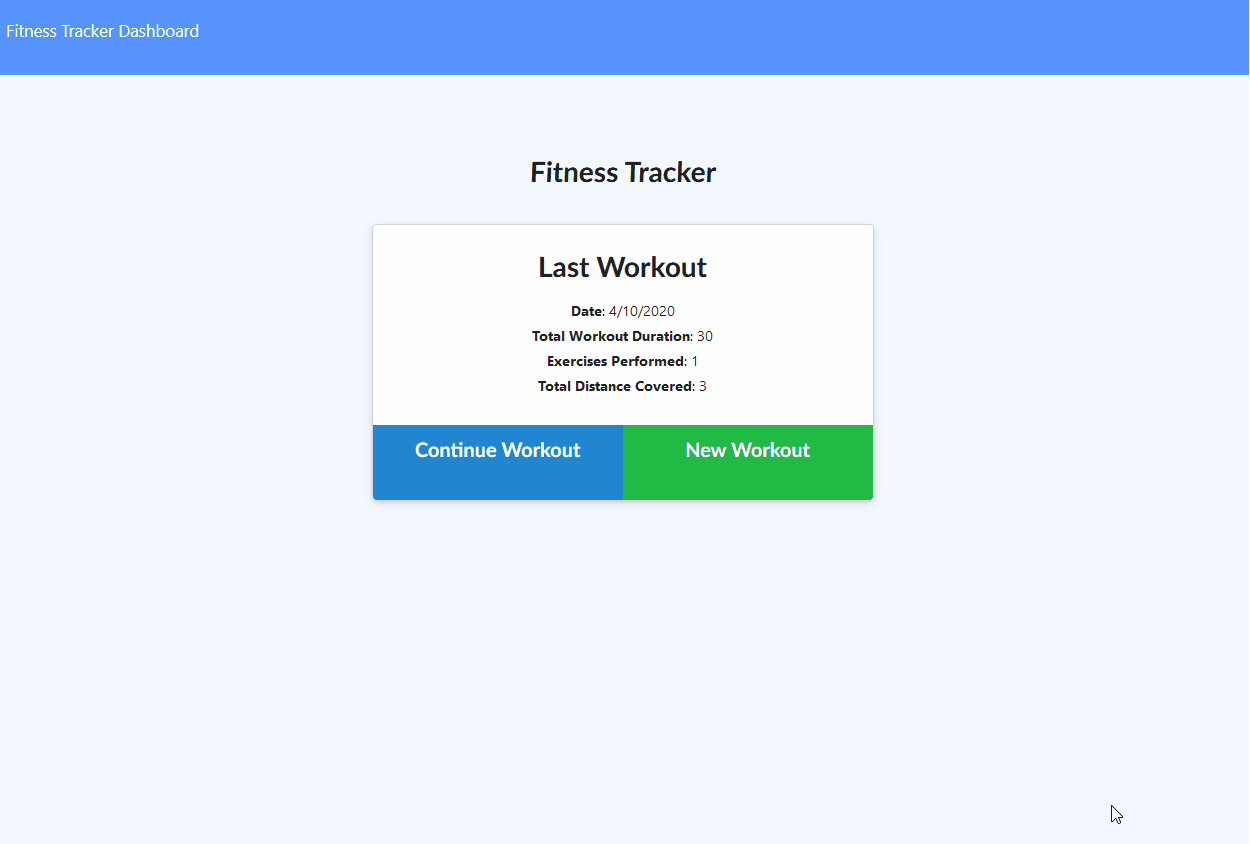 Fitness Tracker Dashboard
Fitness Tracker
Last Workout
Date: 4/10/2020
Total Workout Duration: 30
Exercises Performed: 1
Total Distance Covered: 3
Continue Workout New Workout